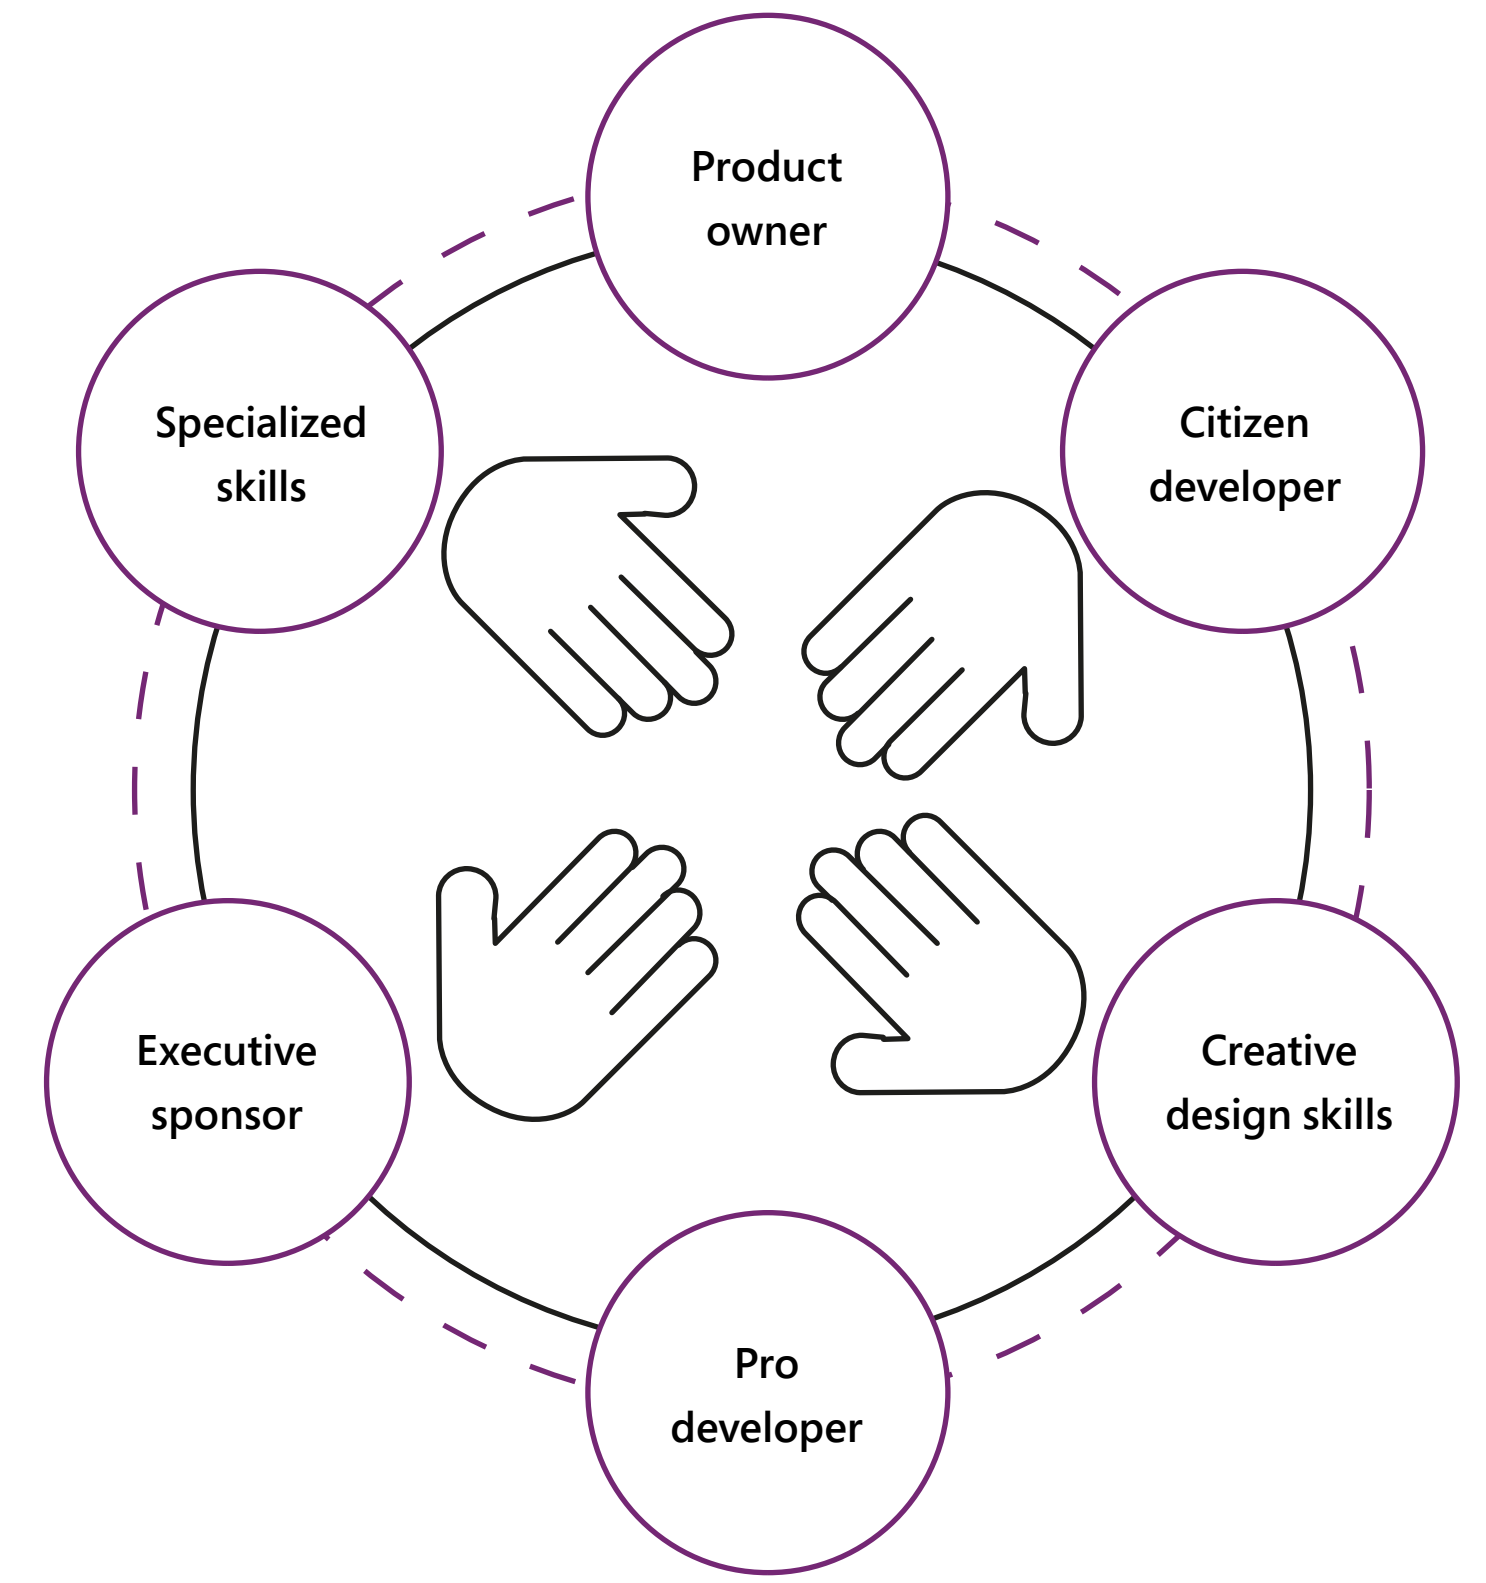 Product
owner
Specialized
skills
Citizen
developer
Executive
sponsor
Creative
design skills
Pro
developer